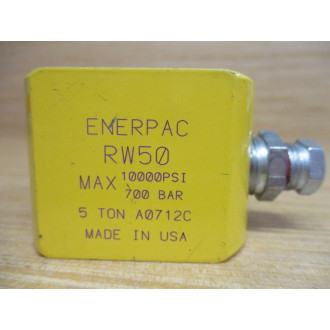 ENERPAC
RW50
MAX 10000PSI
700 BAR
5 TON A0712C
MADE IN USA